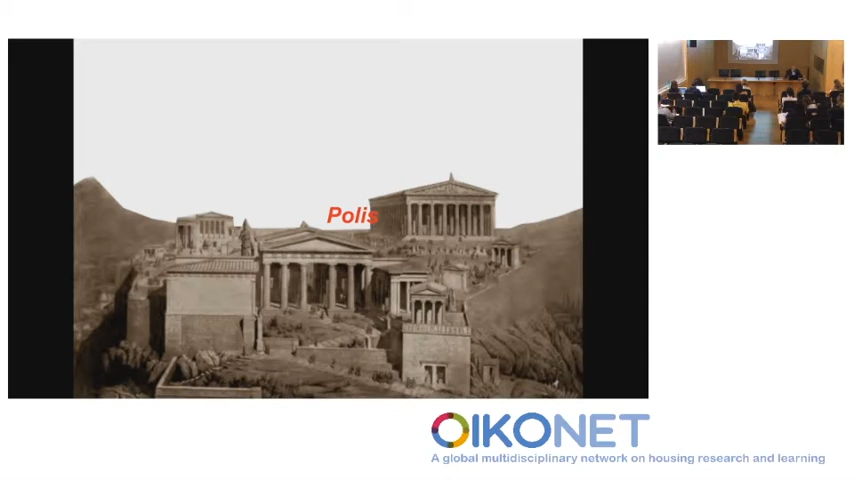 Polis
OIKONET
A global multidisciplinary network on housing research and learning